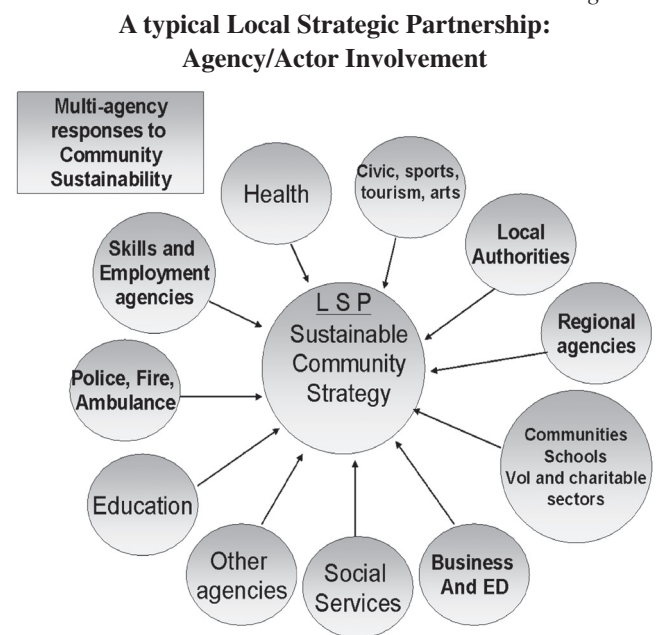 A typical Local Strategic Partnership:
Agency/Actor Involvement
Multi-agency
responses to
Community
Sustainability
Health
Civic, sports,
tourism, arts
Local
Authorities
Skills and
Employment
agencies
L S P
Sustainable
Community
Strategy
Regional
agencies
Police, Fire,
Ambulance
Communities
Schools
Vol and charitable
sectors
Education
Other
agencies
Social
Services
Business
And ED